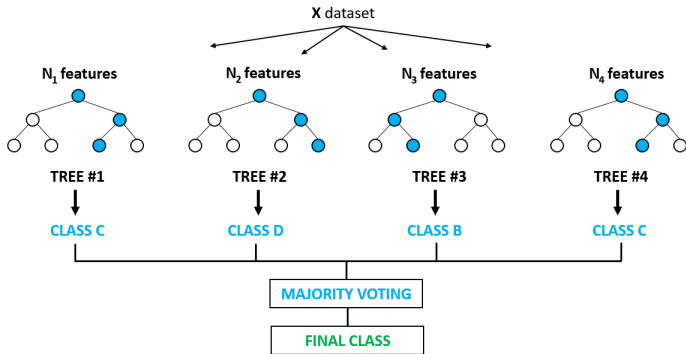 X dataset
N1 features
N2 features
N3 features
N4 features
TREE #1
TREE #2
TREE #3
TREE #4
CLASS C
CLASS D
CLASS B
CLASS C
MAJORITY VOTING
FINAL CLASS